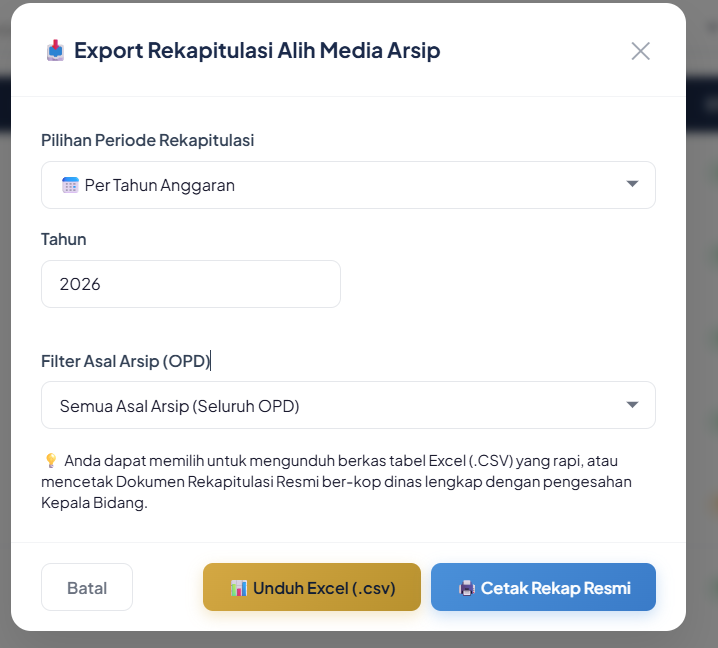 Export Rekapitulasi Alih Media Arsip
Pilihan Periode Rekapitulasi
Per Tahun Anggaran
Tahun
2026
Filter Asal Arsip (OPD)
Semua Asal Arsip (Seluruh OPD)
Anda dapat memilih untuk mengunduh berkas tabel Excel (.CSV) yang rapi, atau
mencetak Dokumen Rekapitulasi Resmi ber-kop dinas lengkap dengan pengesahan
Kepala Bidang.
Batal
Unduh Excel (.csv)
Cetak Rekap Resmi